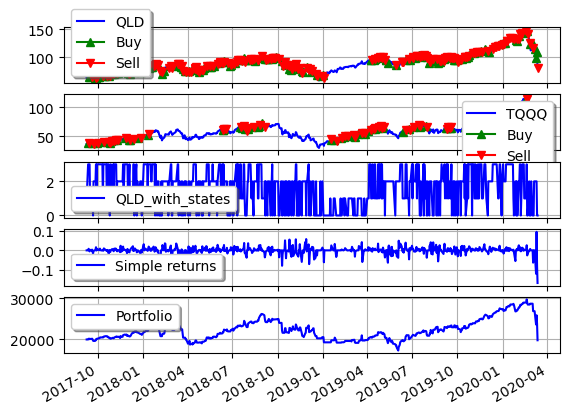 150
100
QLD
Buy
Sell
100
50
TQQQ
Buy
Sell
2
0
QLD_with_states
0.1
0.0
−0.1
Simple returns
30000
20000
Portfolio
2017-10
2018-01
2018-04
2018-07
2018-10
2019-01
2019-04
2019-07
2019-10
2020-01
2020-04